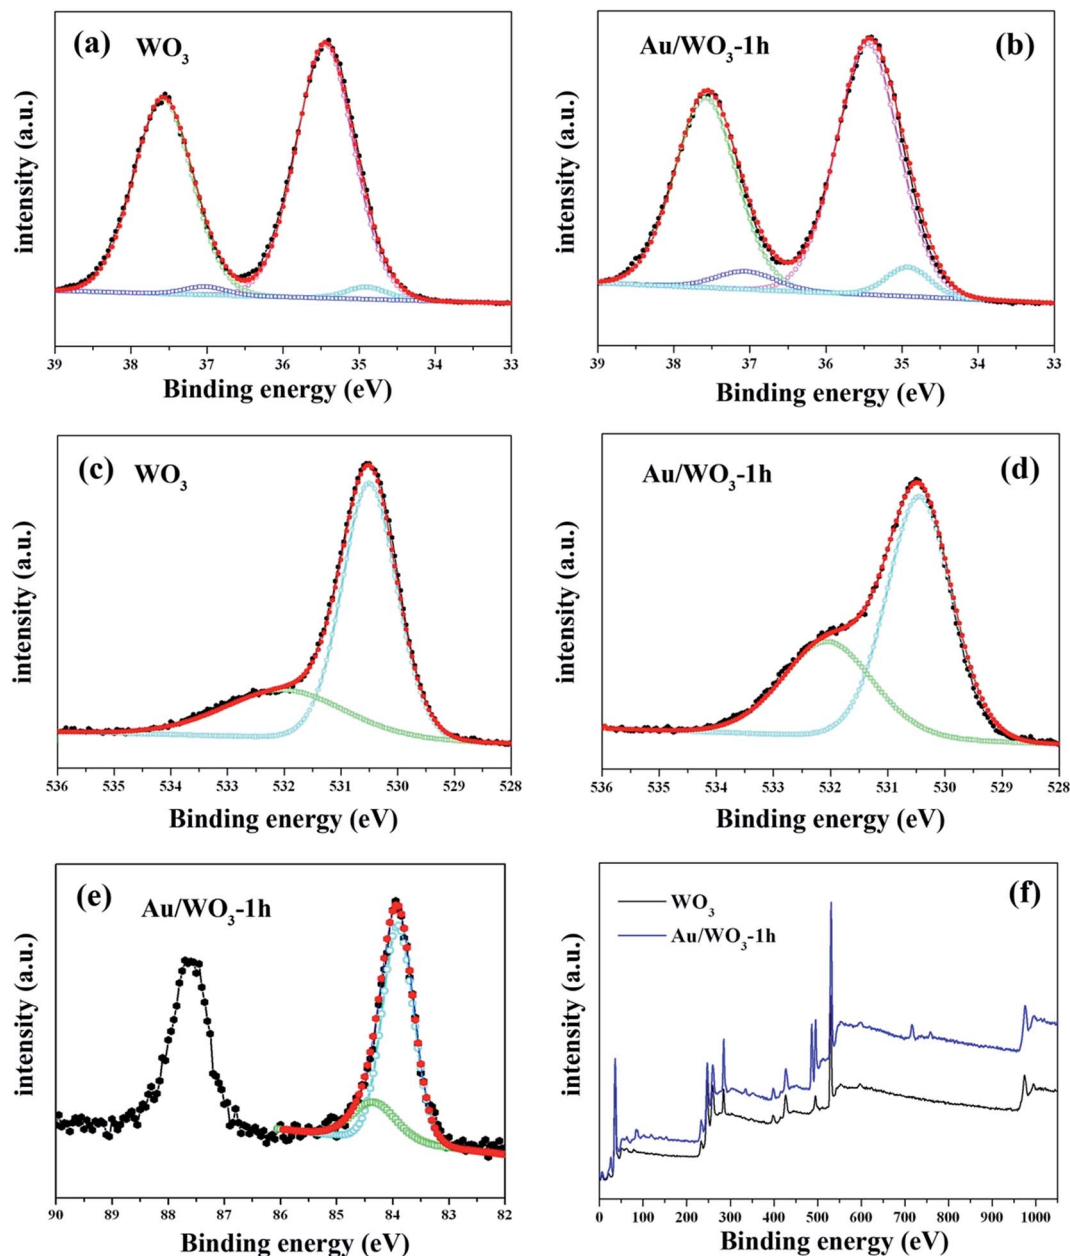 (a) WO3
intensity (a.u.)
39 38 37 36 35 34 33
Binding energy (eV)
Au/WO3-1h (b)
intensity (a.u.)
39 38 37 36 35 34 33
Binding energy (eV)
(c) WO3
intensity (a.u.)
536 535 534 533 532 531 530 529 528
Binding energy (eV)
Au/WO3-1h (d)
intensity (a.u.)
536 535 534 533 532 531 530 529 528
Binding energy (eV)
(e)
Au/WO3-1h
intensity (a.u.)
90 89 88 87 86 85 84 83 82
Binding energy (eV)
(f)
WO3
Au/WO3-1h
intensity (a.u.)
0 100 200 300 400 500 600 700 800 900 1000
Binding energy (eV)